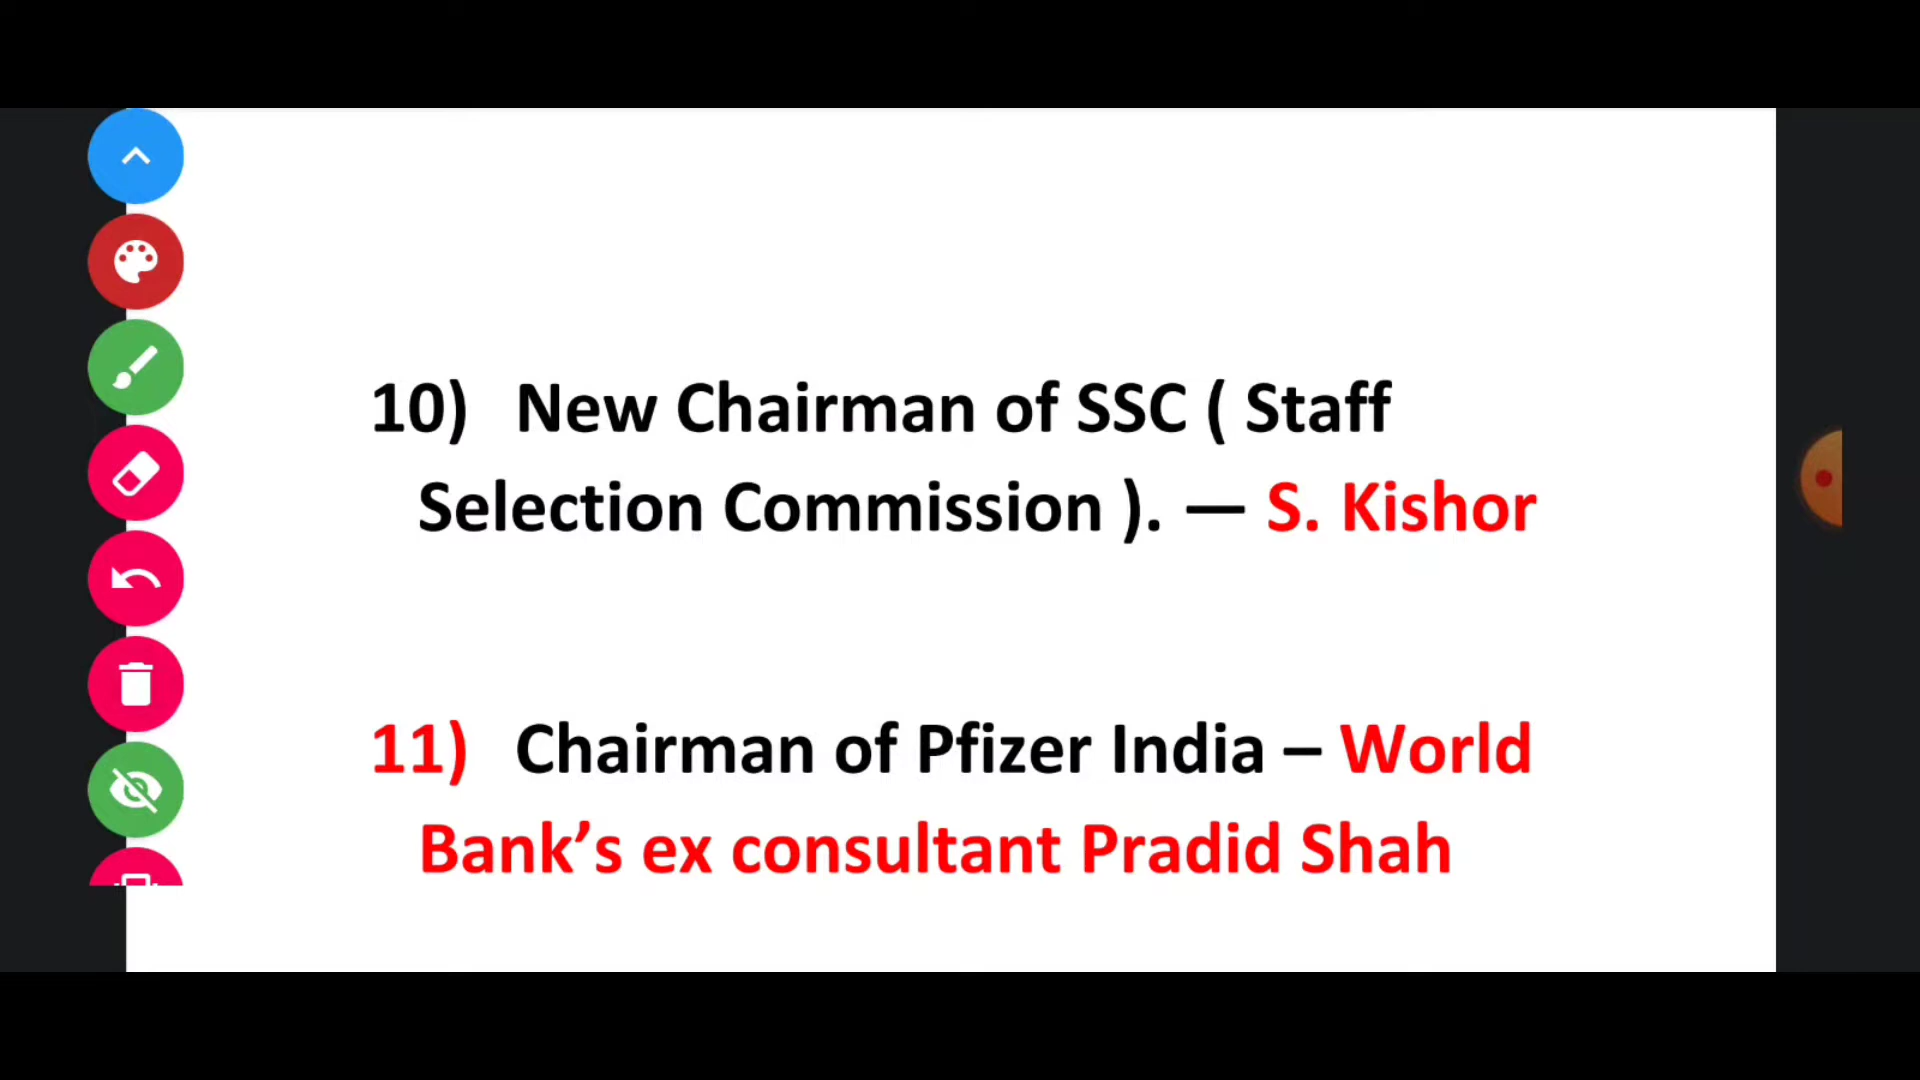 10) New Chairman of SSC ( Staff
Selection Commission ). — S. Kishor
11) Chairman of Pfizer India – World
Bank’s ex consultant Pradid Shah